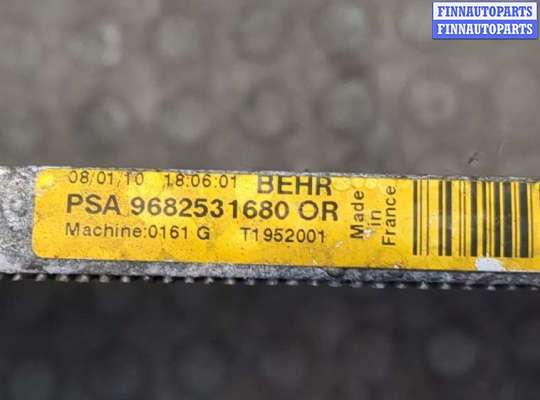 FINNAUTOPARTS
FINNAUTOPARTS
08/01/10 18:06:01 BEHR
PSA 9682531680 OR
Machine:0161 G T1952001
Made
in
France